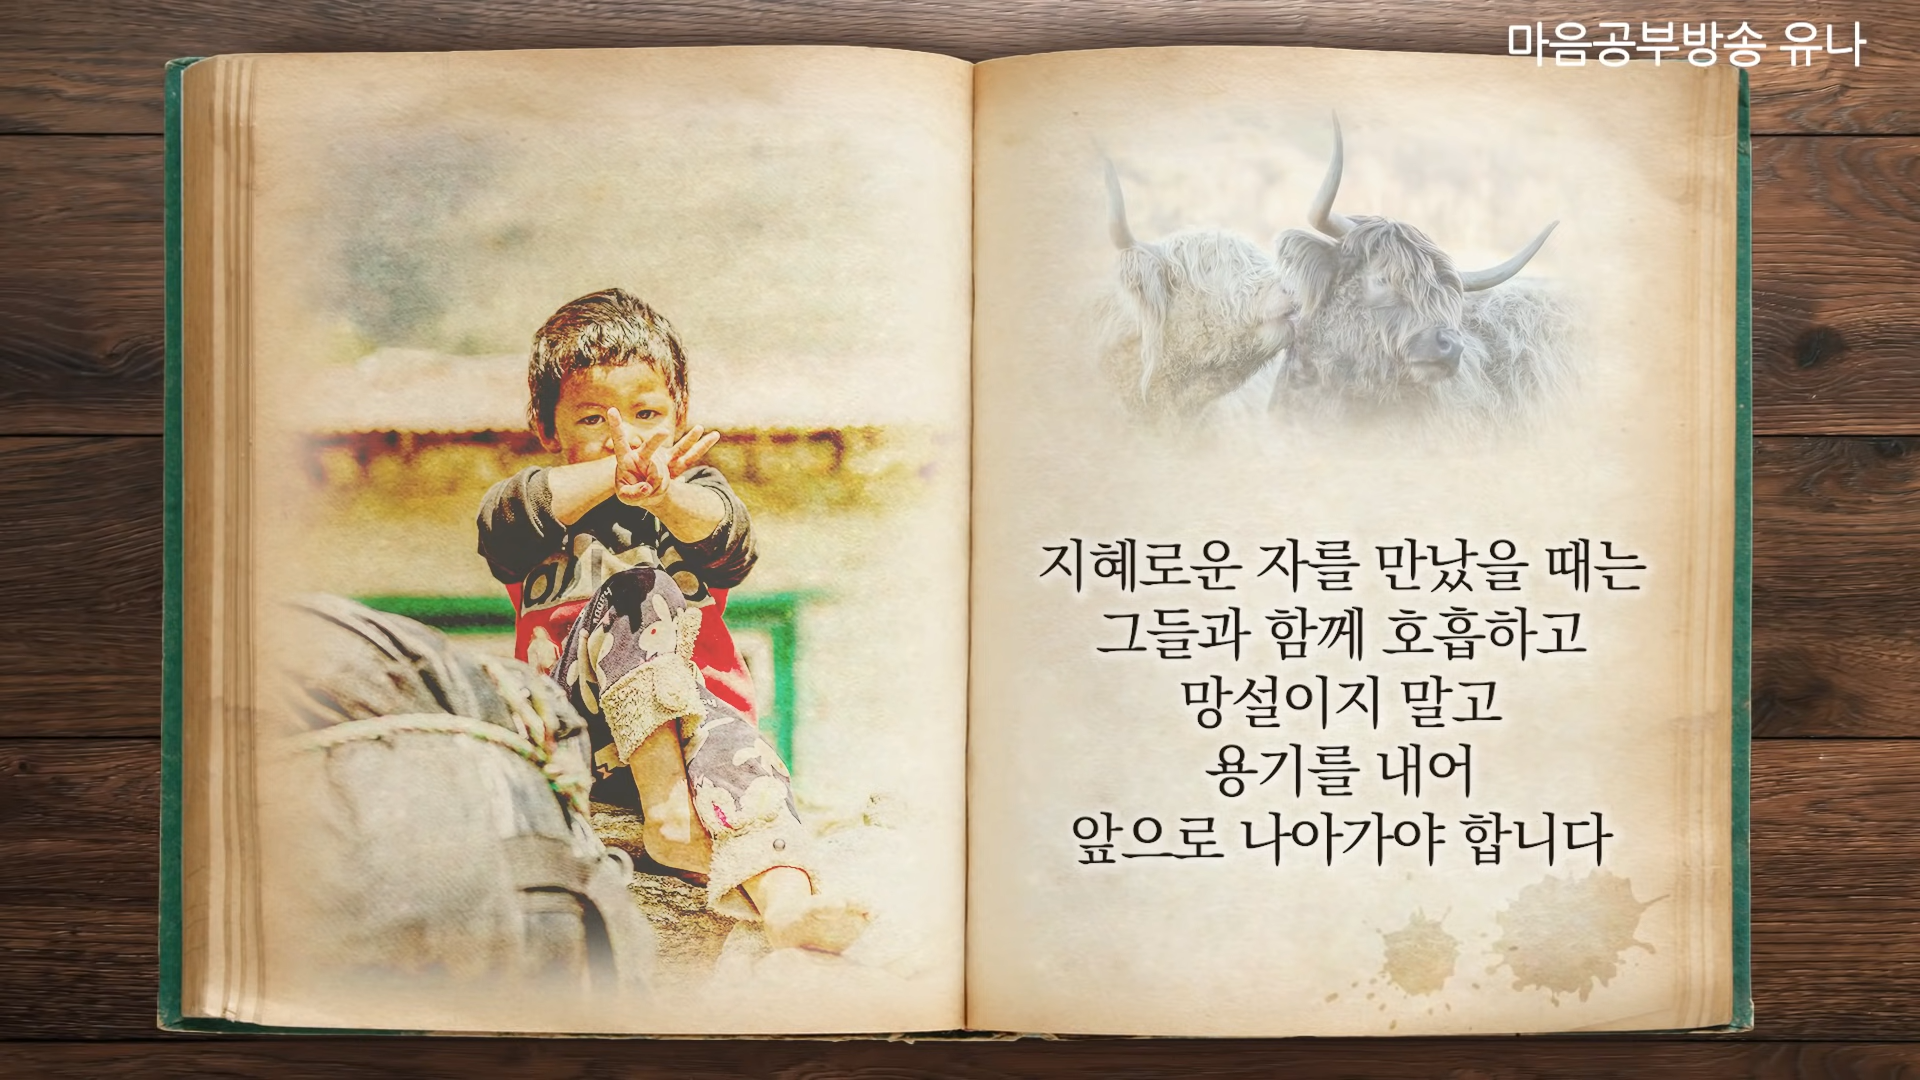 마음공부방송 유나
지혜로운 자를 만났을 때는
그들과 함께 호흡하고
망설이지 말고
용기를 내어
앞으로 나아가야 합니다